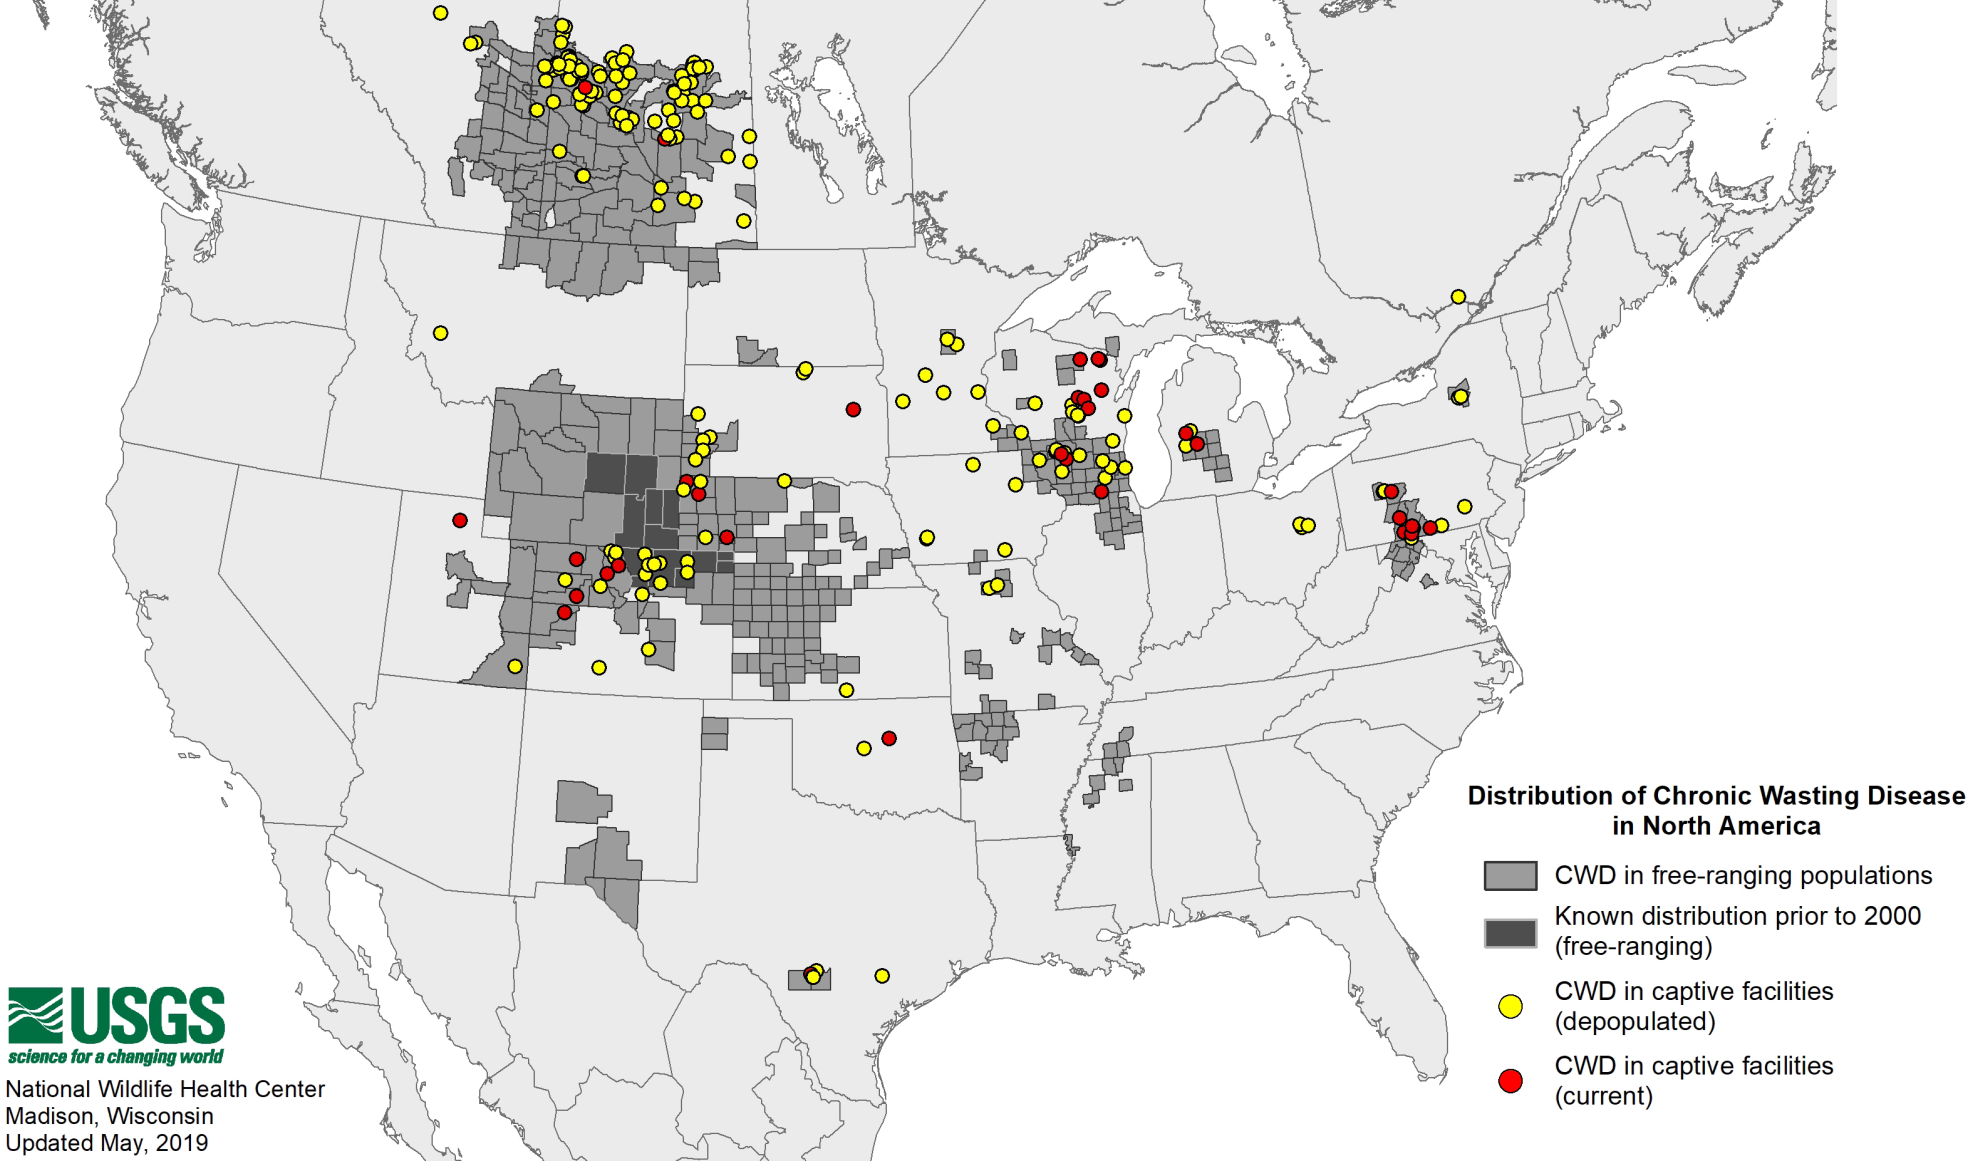 Distribution of Chronic Wasting Disease
in North America
CWD in free-ranging populations
Known distribution prior to 2000
(free-ranging)
CWD in captive facilities
(depopulated)
CWD in captive facilities
(current)
USGS
science for a changing world
National Wildlife Health Center
Madison, Wisconsin
Updated May, 2019